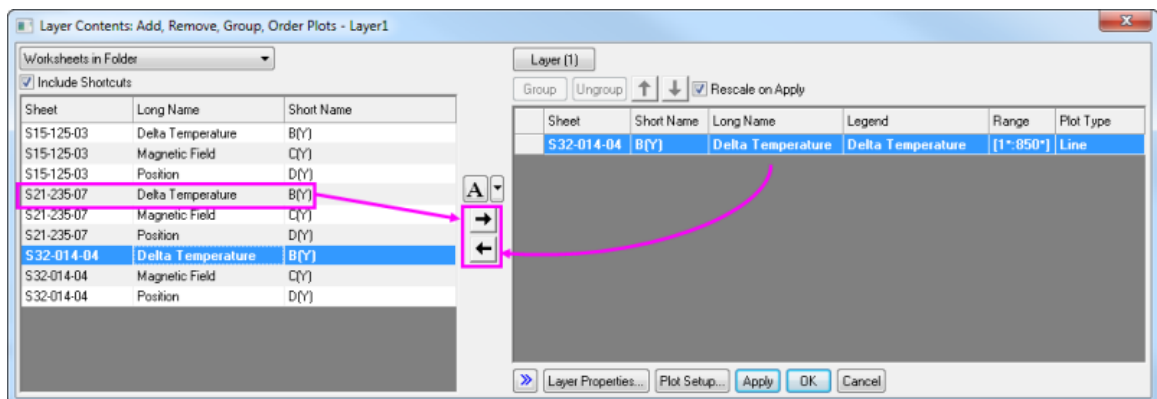 Layer Contents: Add, Remove, Group, Order Plots - Layer1
x
Worksheets in Folder
Include Shortcuts
Sheet Long Name Short Name
S15-125-03 Delta Temperature B(Y)
S15-125-03 Magnetic Field C(Y)
S15-125-03 Position D(Y)
S21-235-07 Delta Temperature B(Y)
S21-235-07 Magnetic Field C(Y)
S21-235-07 Position D(Y)
S32-014-04 Delta Temperature B(Y)
S32-014-04 Magnetic Field C(Y)
S32-014-04 Position D(Y)
A
Layer (1)
Group Ungroup Rescale on Apply
Sheet Short Name Long Name Legend Range Plot Type
S32-014-04 B(Y) Delta Temperature Delta Temperature [1*:850*] Line
Layer Properties... Plot Setup... Apply OK Cancel